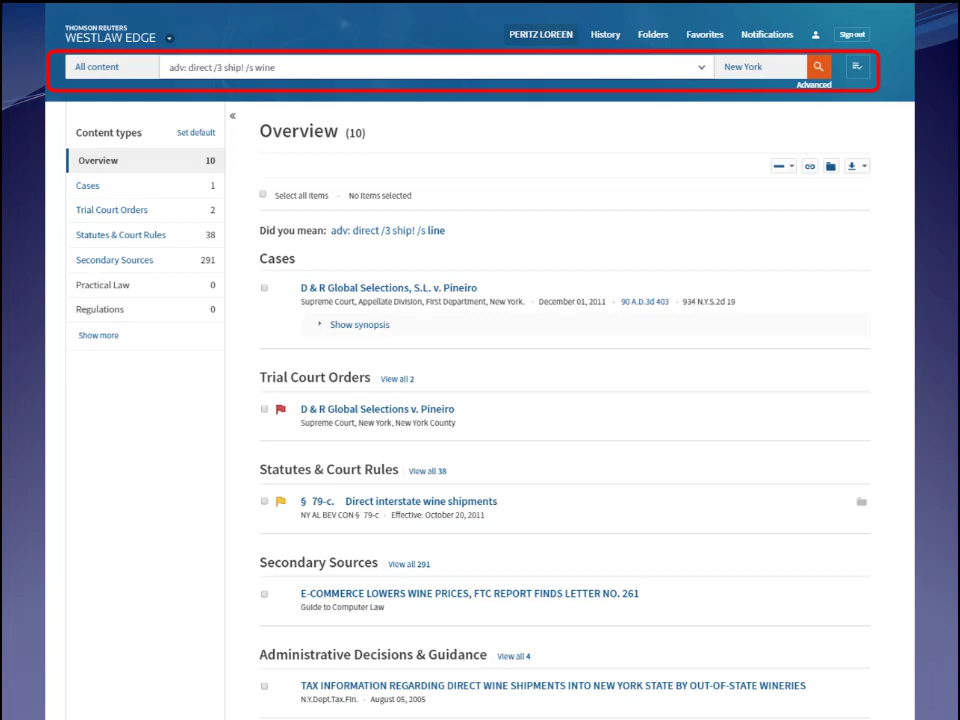 THOMSON REUTERS
WESTLAW EDGE
PERITZ LOREEN History Folders Favorites Notifications Sign out
All content adv: direct /3 ship! /s wine New York
Advanced
«
Content types Set default
Overview 10
Cases 1
Trial Court Orders 2
Statutes & Court Rules 38
Secondary Sources 291
Practical Law 0
Regulations 0
Show more
Overview (10)
Select all items - No items selected
Did you mean: adv: direct /3 ship! /s line
Cases
D & R Global Selections, S.L. v. Pineiro
Supreme Court, Appellate Division, First Department, New York. - December 01, 2011 - 90 A.D.3d 403 - 934 N.Y.S.2d 19
Show synopsis
Trial Court Orders View all 2
D & R Global Selections v. Pineiro
Supreme Court, New York, New York County
Statutes & Court Rules View all 38
§ 79-c. Direct interstate wine shipments
NY AL BEV CON § 79-c - Effective: October 20, 2011
Secondary Sources View all 291
E-COMMERCE LOWERS WINE PRICES, FTC REPORT FINDS LETTER NO. 261
Guide to Computer Law
Administrative Decisions & Guidance View all 4
TAX INFORMATION REGARDING DIRECT WINE SHIPMENTS INTO NEW YORK STATE BY OUT-OF-STATE WINERIES
N.Y.Dept.Tax.Fin. - August 05, 2005